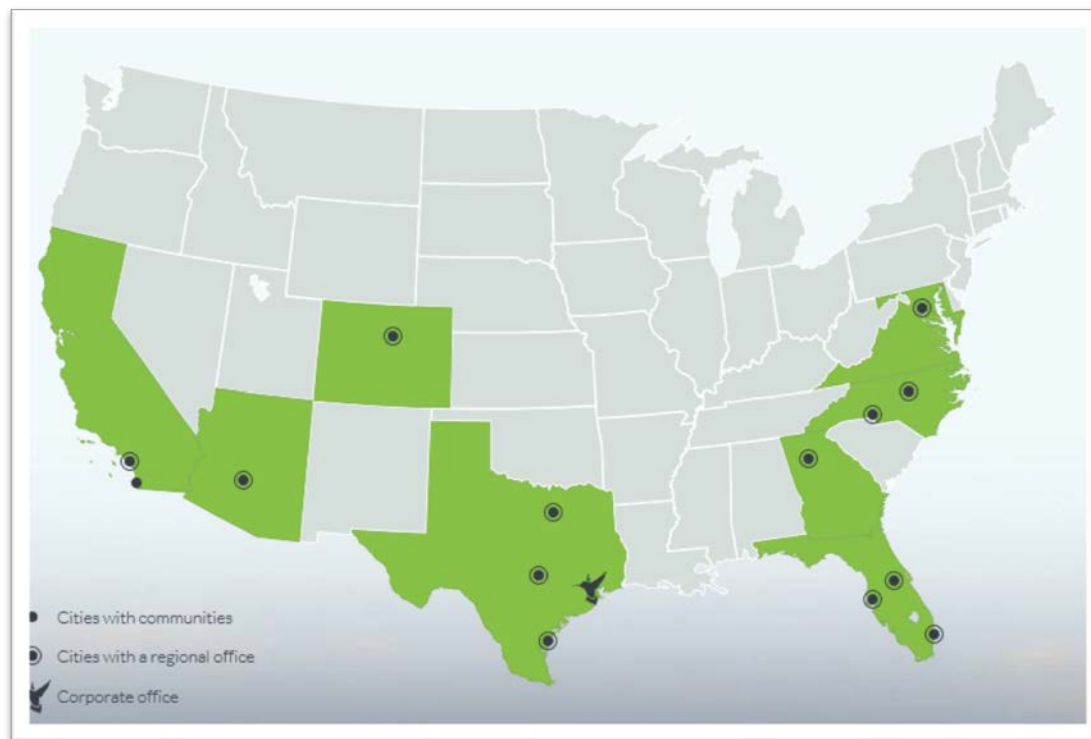 Cities with communities
Cities with a regional office
Corporate office